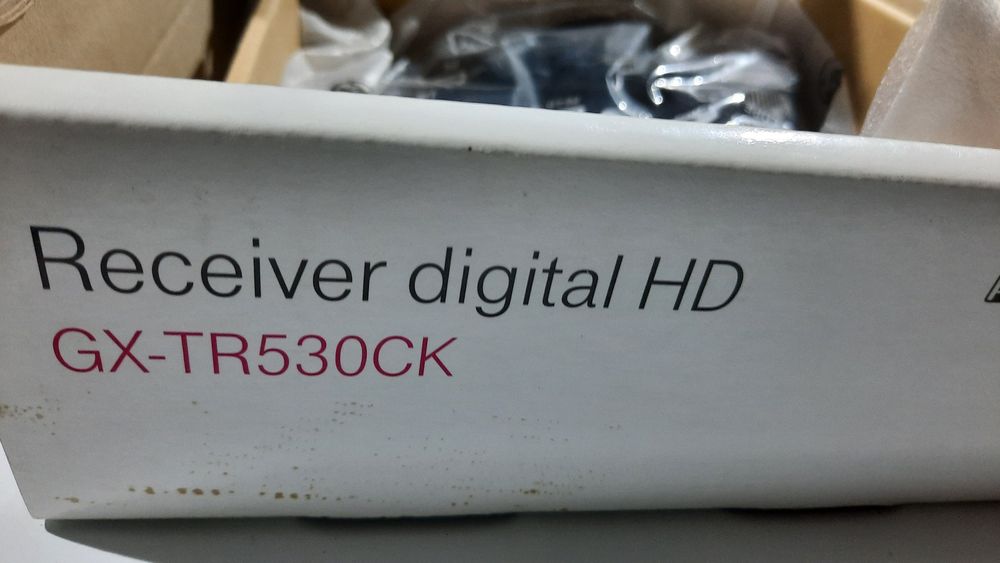 Receiver digital HD
GX-TR530CK